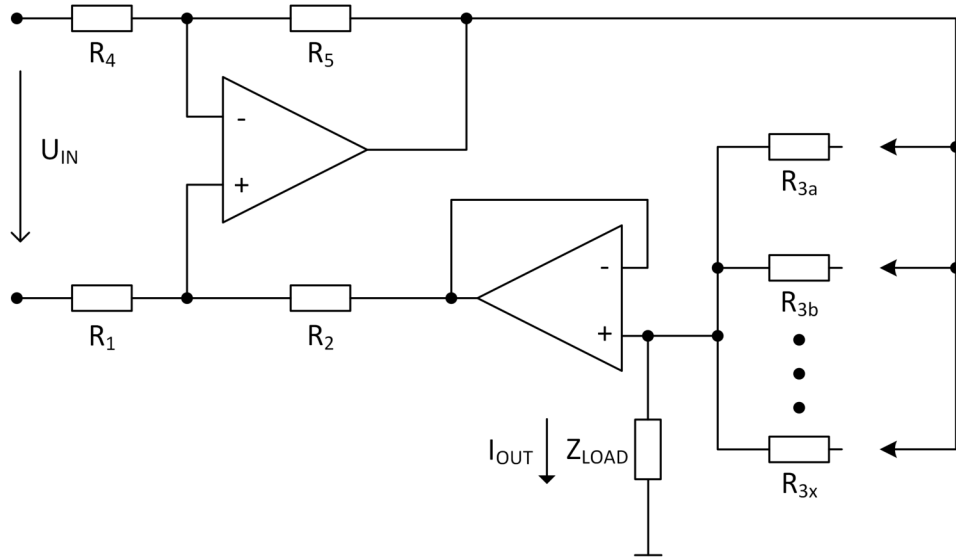 R4
R5
-
UIN
+
R3a
-
R1
R2
+
R3b
IOUT
ZLOAD
R3x